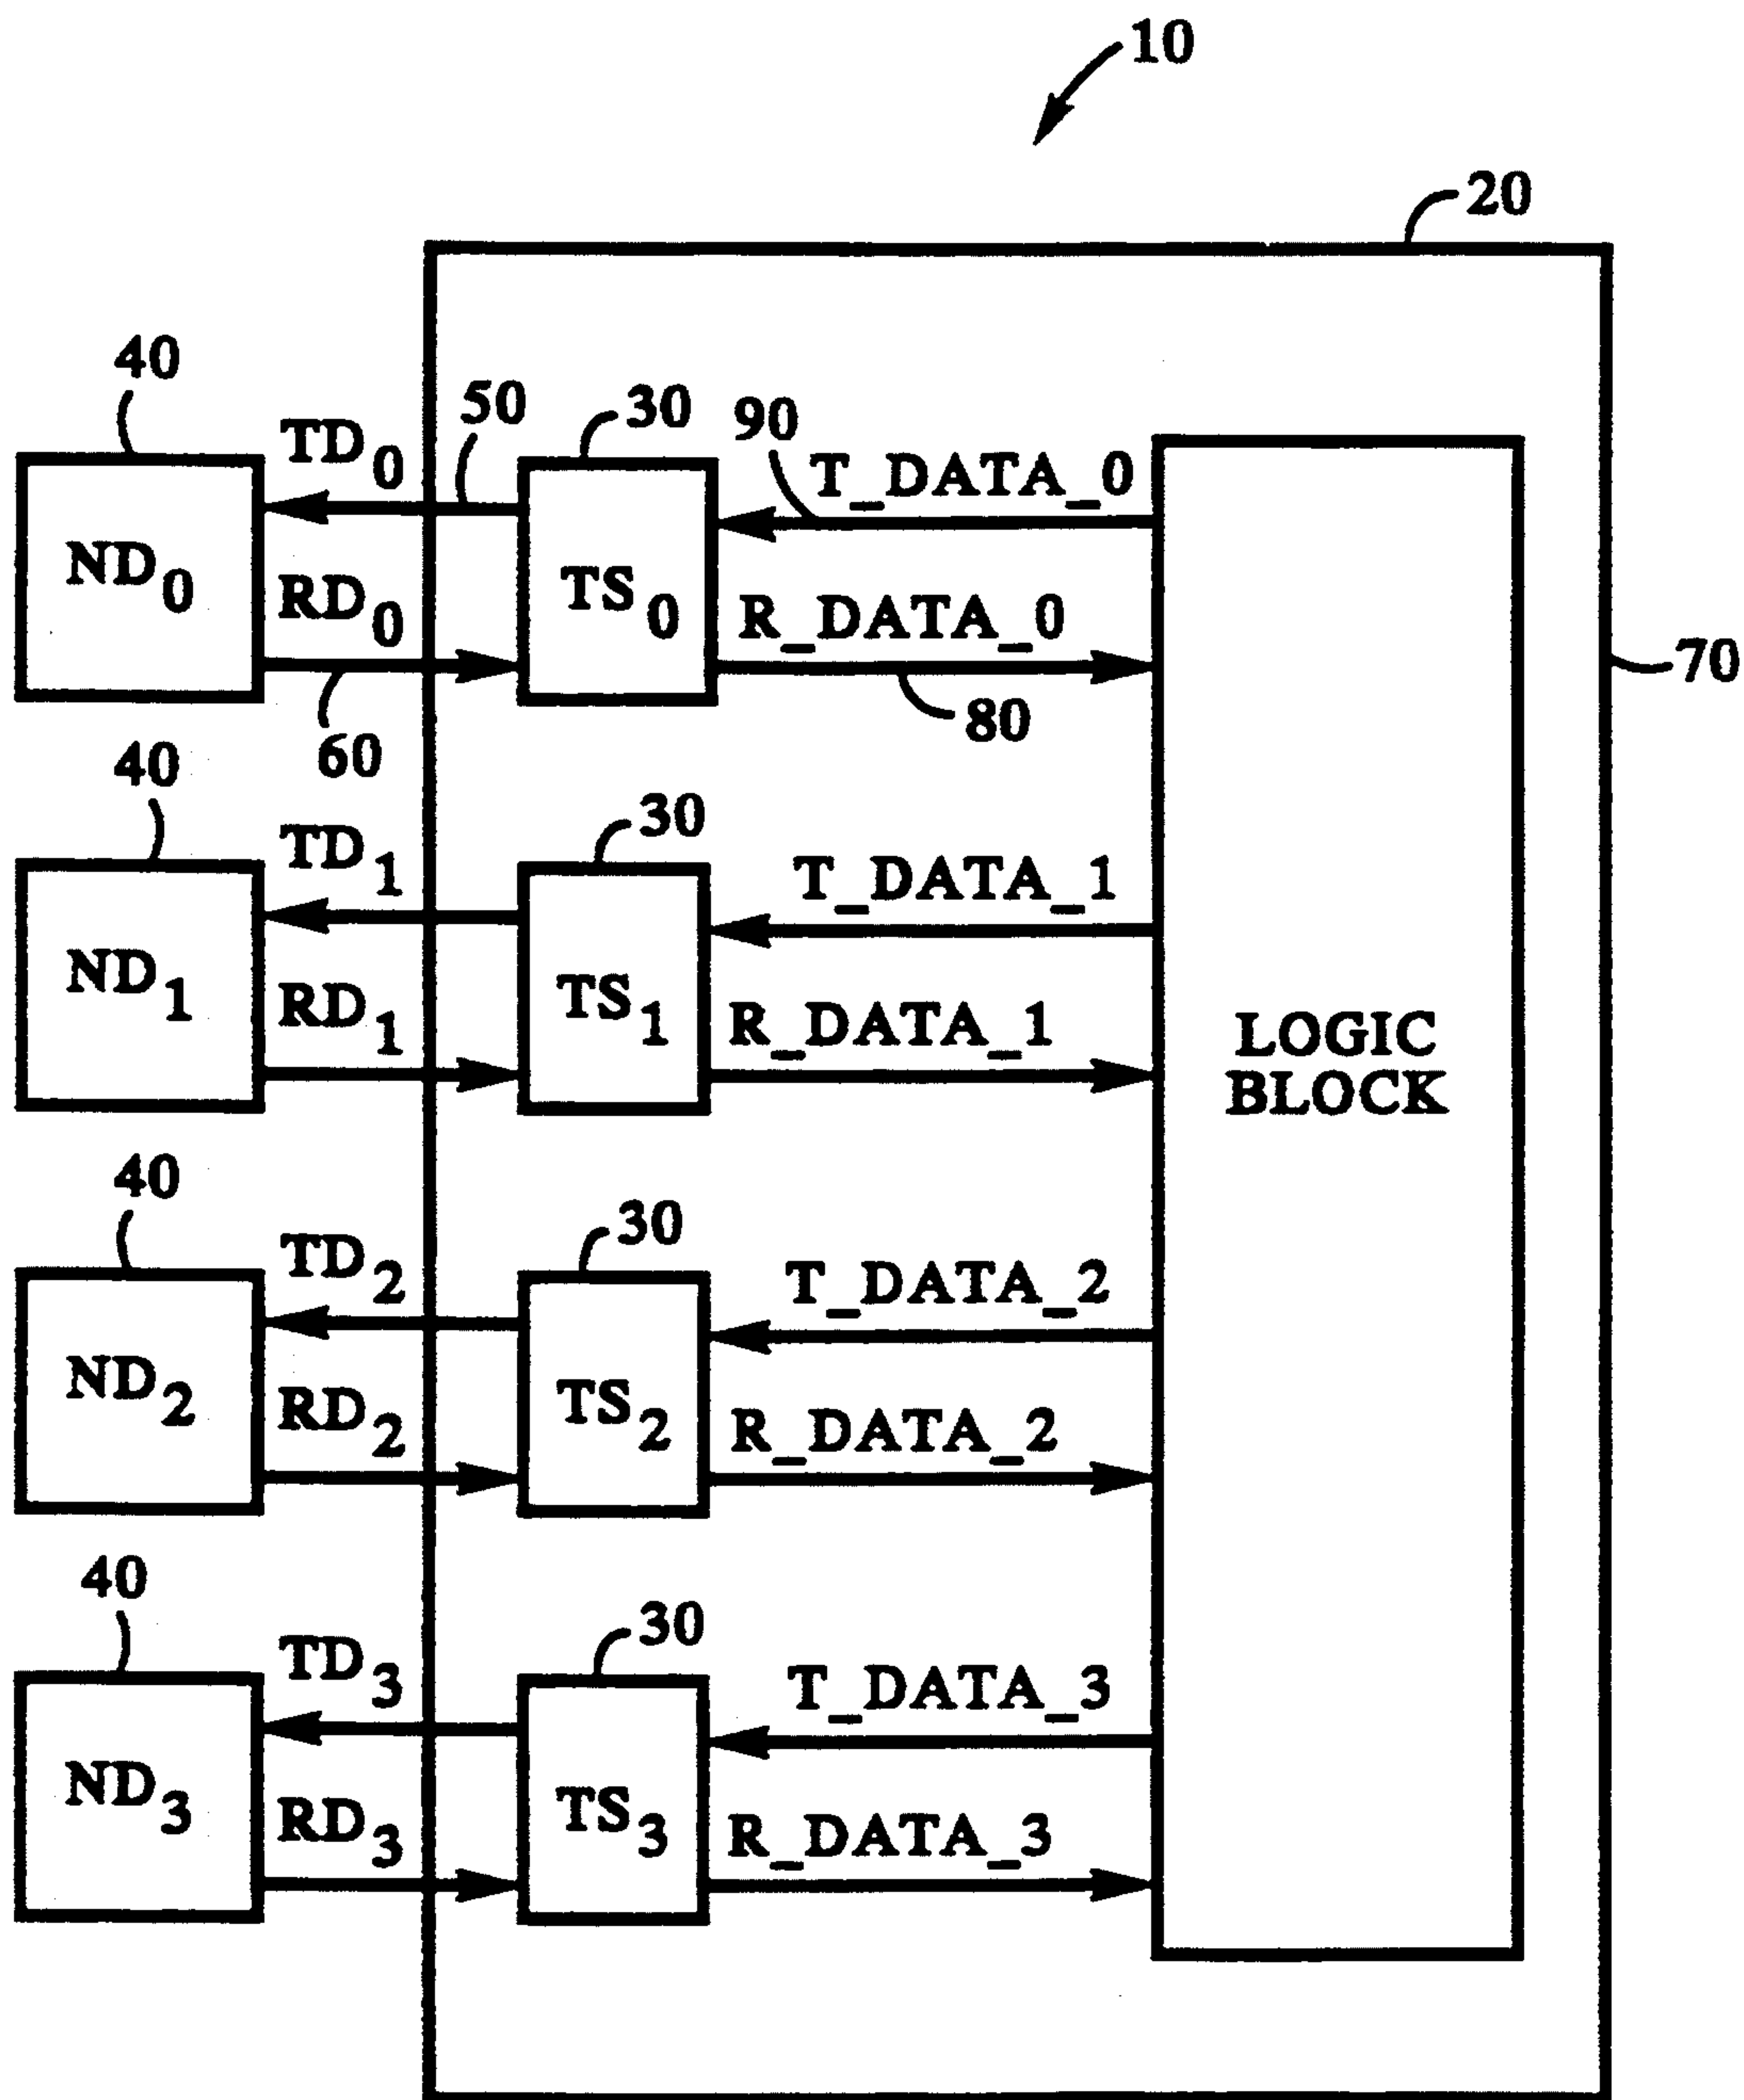 10
20
40
TD0
50
30
90
T_DATA_0
ND0
RD0
TS0
R_DATA_0
70
60
80
40
TD1
30
T_DATA_1
ND1
RD1
TS1
R_DATA_1
LOGIC
BLOCK
40
TD2
30
T_DATA_2
ND2
RD2
TS2
R_DATA_2
40
TD3
30
T_DATA_3
ND3
RD3
TS3
R_DATA_3